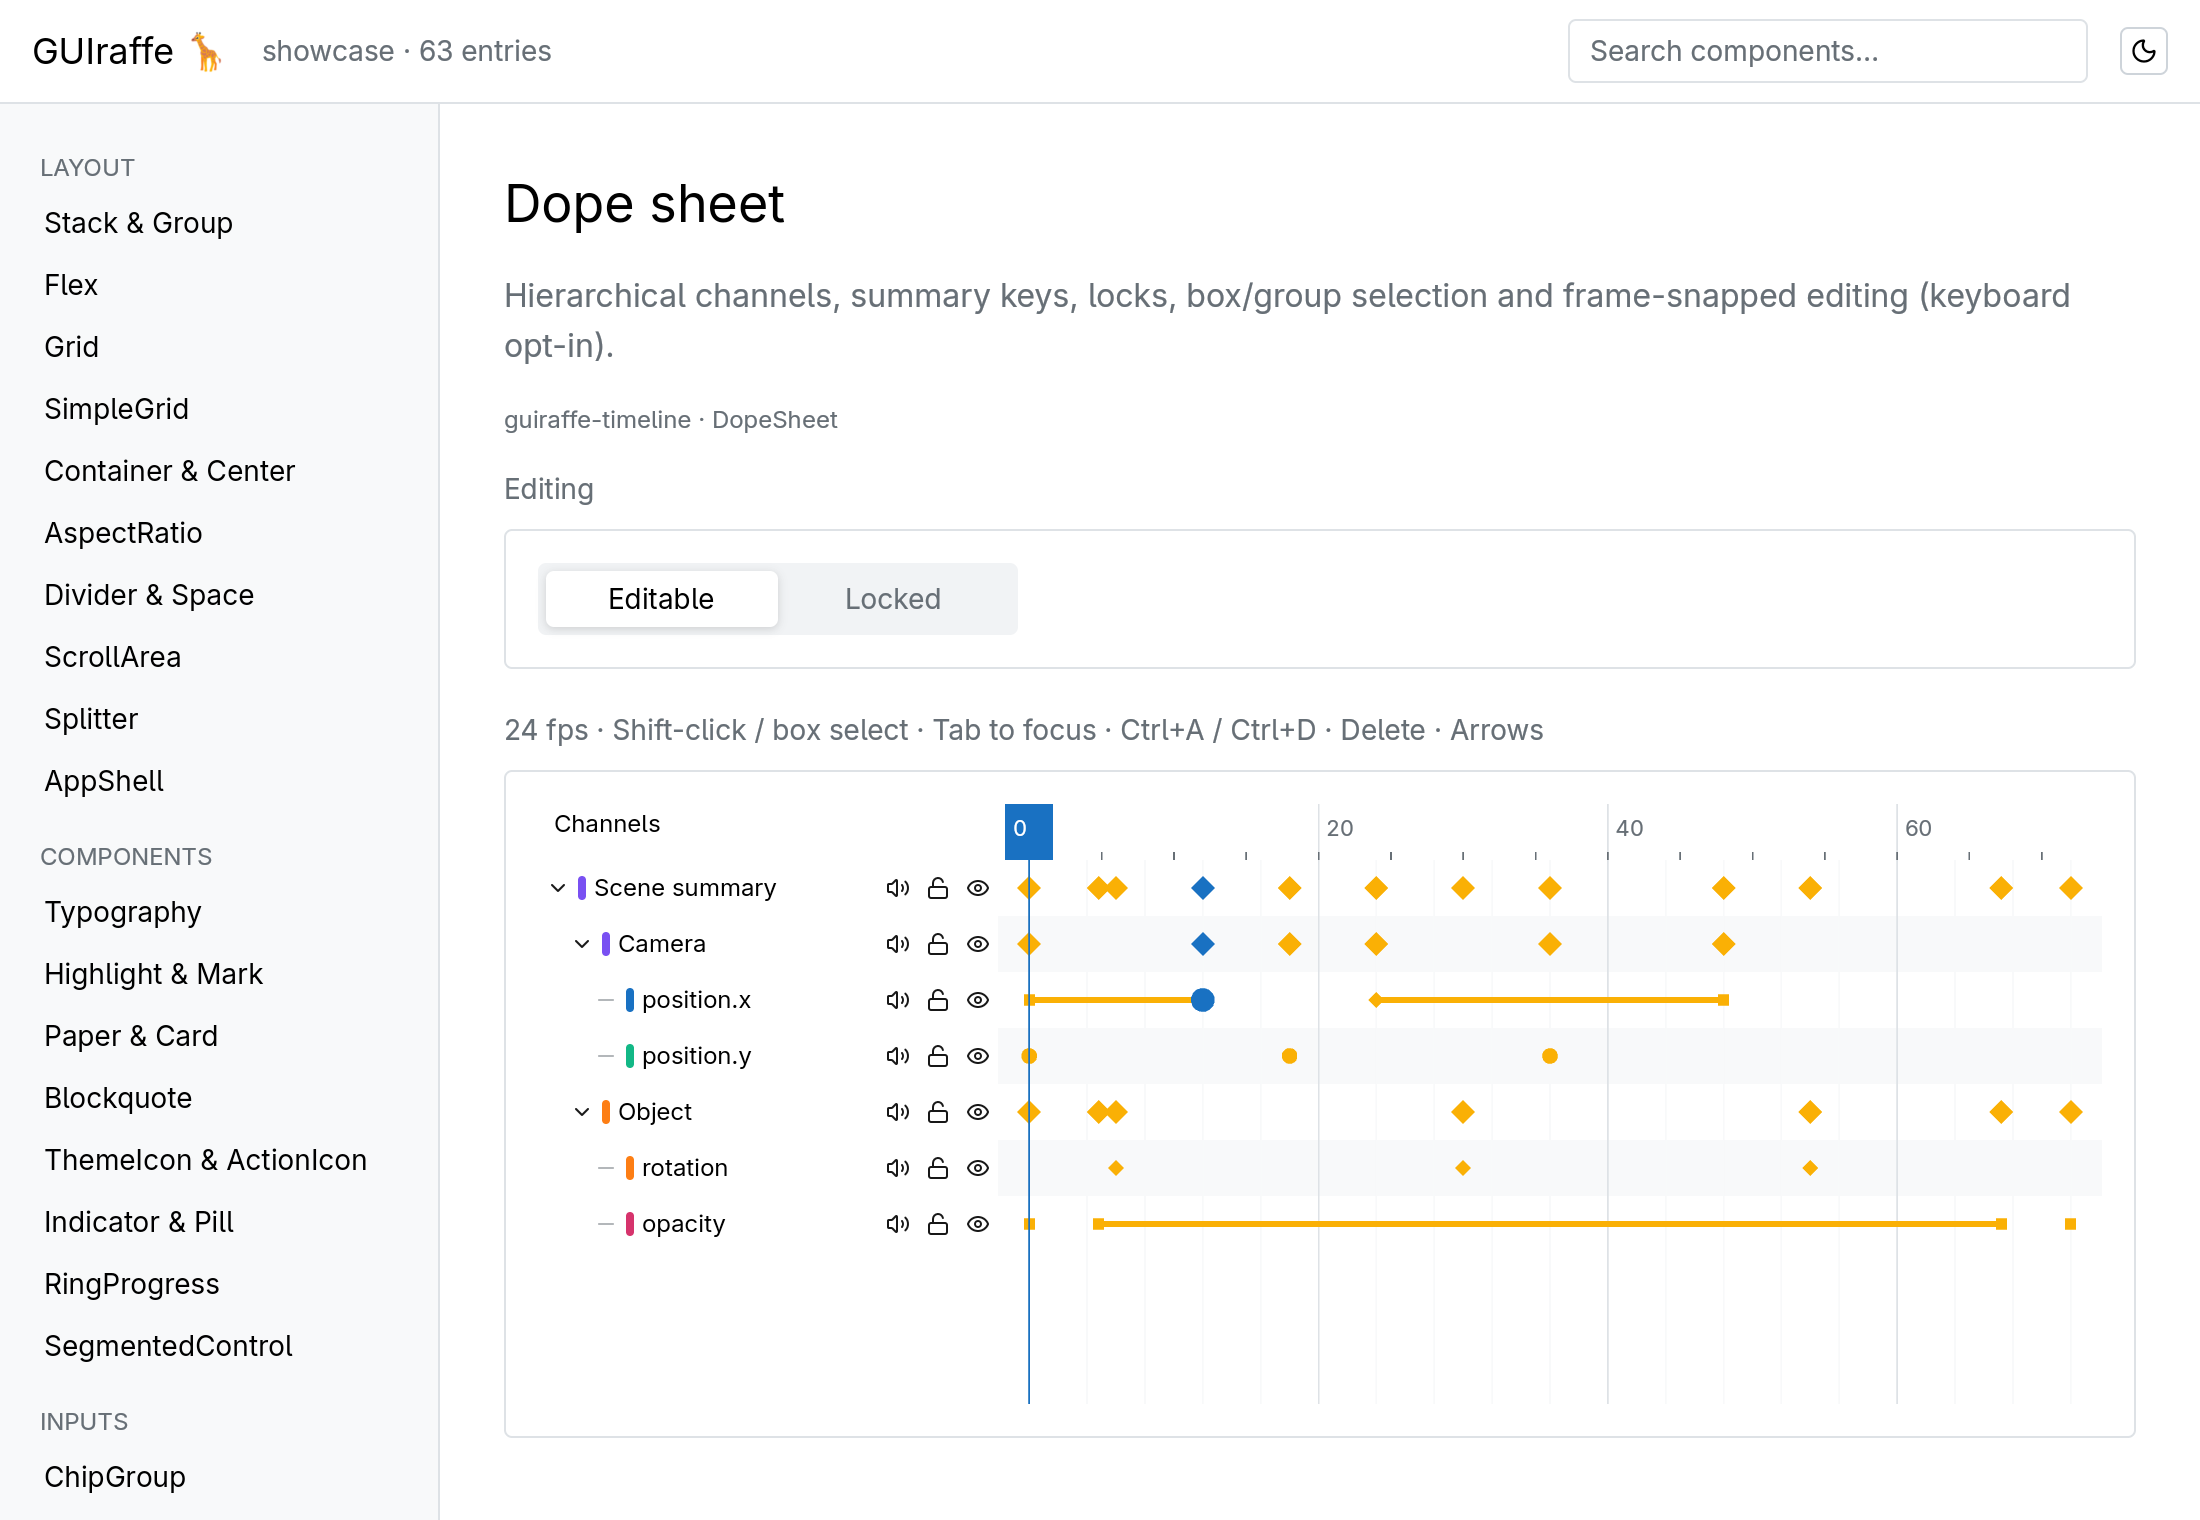 GUIraffe 🦒 showcase · 63 entries
Search components...
LAYOUT
Stack & Group
Flex
Grid
SimpleGrid
Container & Center
AspectRatio
Divider & Space
ScrollArea
Splitter
AppShell
COMPONENTS
Typography
Highlight & Mark
Paper & Card
Blockquote
ThemeIcon & ActionIcon
Indicator & Pill
RingProgress
SegmentedControl
INPUTS
ChipGroup
Dope sheet
Hierarchical channels, summary keys, locks, box/group selection and frame-snapped editing (keyboard
opt-in).
guiraffe-timeline · DopeSheet
Editing
Editable Locked
24 fps · Shift-click / box select · Tab to focus · Ctrl+A / Ctrl+D · Delete · Arrows
Channels 0 20 40 60
Scene summary
Camera
position.x
position.y
Object
rotation
opacity